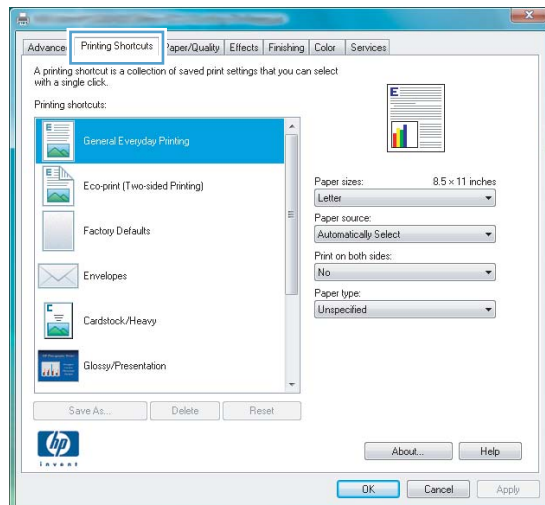 Advance
Printing Shortcuts
Paper/Quality
Effects
Finishing
Color
Services
A printing shortcut is a collection of saved print settings that you can select
with a single click.
Printing shortcuts:
General Everyday Printing
Eco-print (Two-sided Printing)
Factory Defaults
Envelopes
Cardstock/Heavy
Glossy/Presentation
Save As...
Delete
Reset
E
Paper sizes:
8.5 × 11 inches
Letter
Paper source:
Automatically Select
Print on both sides:
No
Paper type:
Unspecified
hp
invent
About...
Help
OK
Cancel
Apply